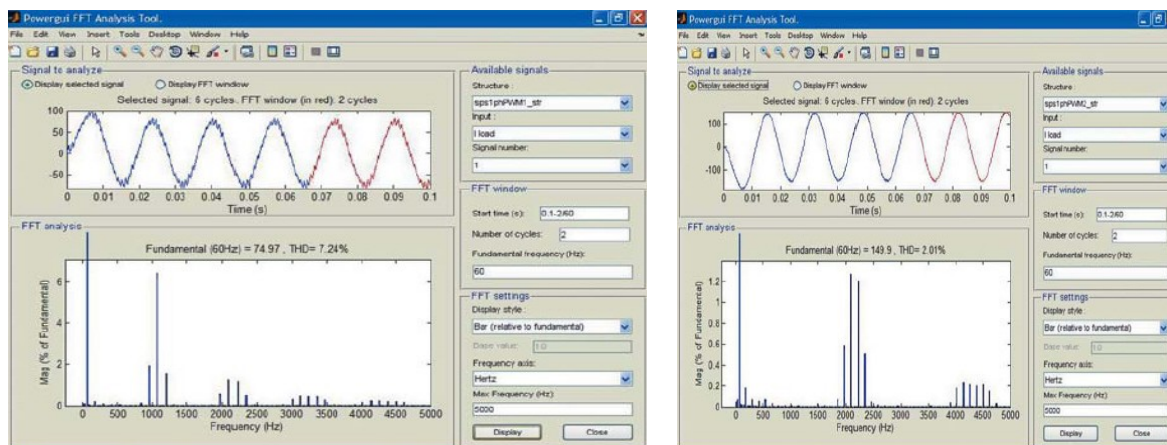 Powergui FFT Analysis Tool.
File Edit View Insert Tools Desktop Window Help
Signal to analyze
Display selected signal Display FFT window
Selected signal: 6 cycles. FFT window (in red): 2 cycles
100
50
0
-50
0 0.01 0.02 0.03 0.04 0.05 0.06 0.07 0.08 0.09 0.1
Time (s)
FFT analysis
Fundamental (60Hz) = 74.97 , THD= 7.24%
Mag (% of Fundamental)
6
4
2
0
0 500 1000 1500 2000 2500 3000 3500 4000 4500 5000
Frequency (Hz)
Available signals
Structure :
sps1phPWM1_str
Input :
I load
Signal number:
1
FFT window
Start time (s): 0.1-2/60
Number of cycles: 2
Fundamental frequency (Hz):
60
FFT settings
Display style :
Bar (relative to fundamental)
Base value: 1.0
Frequency axis:
Hertz
Max Frequency (Hz):
5000
Display Close
Powergui FFT Analysis Tool.
File Edit View Insert Tools Desktop Window Help
Signal to analyze
Display selected signal Display FFT window
Selected signal: 6 cycles. FFT window (in red): 2 cycles
100
0
-100
0 0.01 0.02 0.03 0.04 0.05 0.06 0.07 0.08 0.09 0.1
Time (s)
FFT analysis
Fundamental (60Hz) = 149.9 , THD= 2.01%
Mag (% of Fundamental)
1.2
1
0.8
0.6
0.4
0.2
0
0 500 1000 1500 2000 2500 3000 3500 4000 4500 5000
Frequency (Hz)
Available signals
Structure :
sps1phPWM2_str
Input :
I load
Signal number:
1
FFT window
Start time (s): 0.1-2/60
Number of cycles: 2
Fundamental frequency (Hz):
60
FFT settings
Display style :
Bar (relative to fundamental)
Base value: 1.0
Frequency axis:
Hertz
Max Frequency (Hz):
5000
Display Close